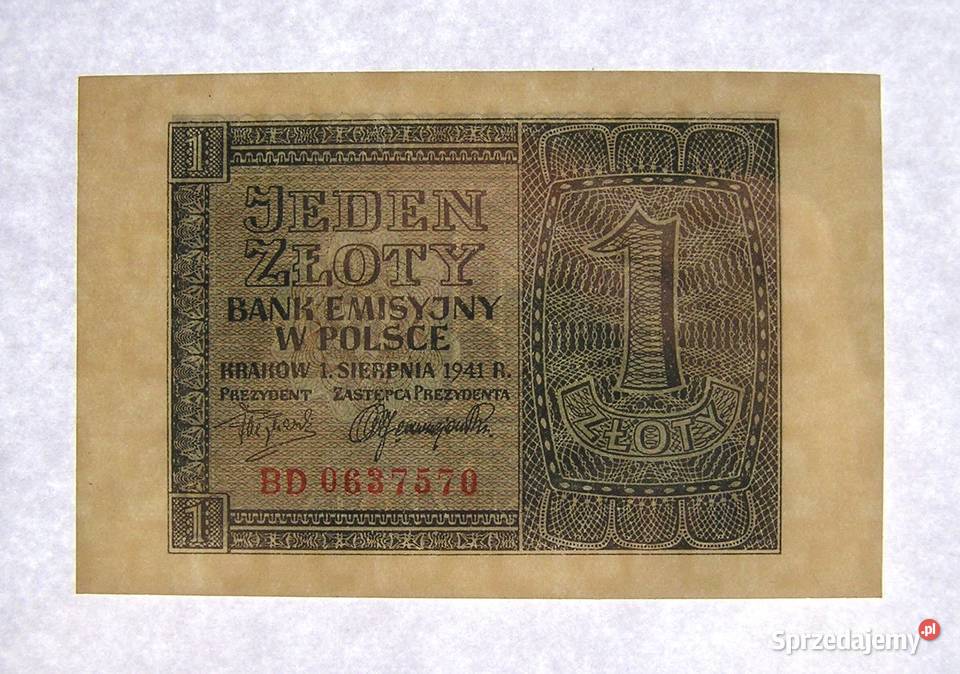 1
JEDEN
ZŁOTY
BANK EMISYJNY
W POLSCE
KRAKÓW 1. SIERPNIA 1941 R.
PREZYDENT ZASTĘPCA PREZYDENTA
BD 0637570
1
1
ZŁOTY
Sprzedajemy.pl